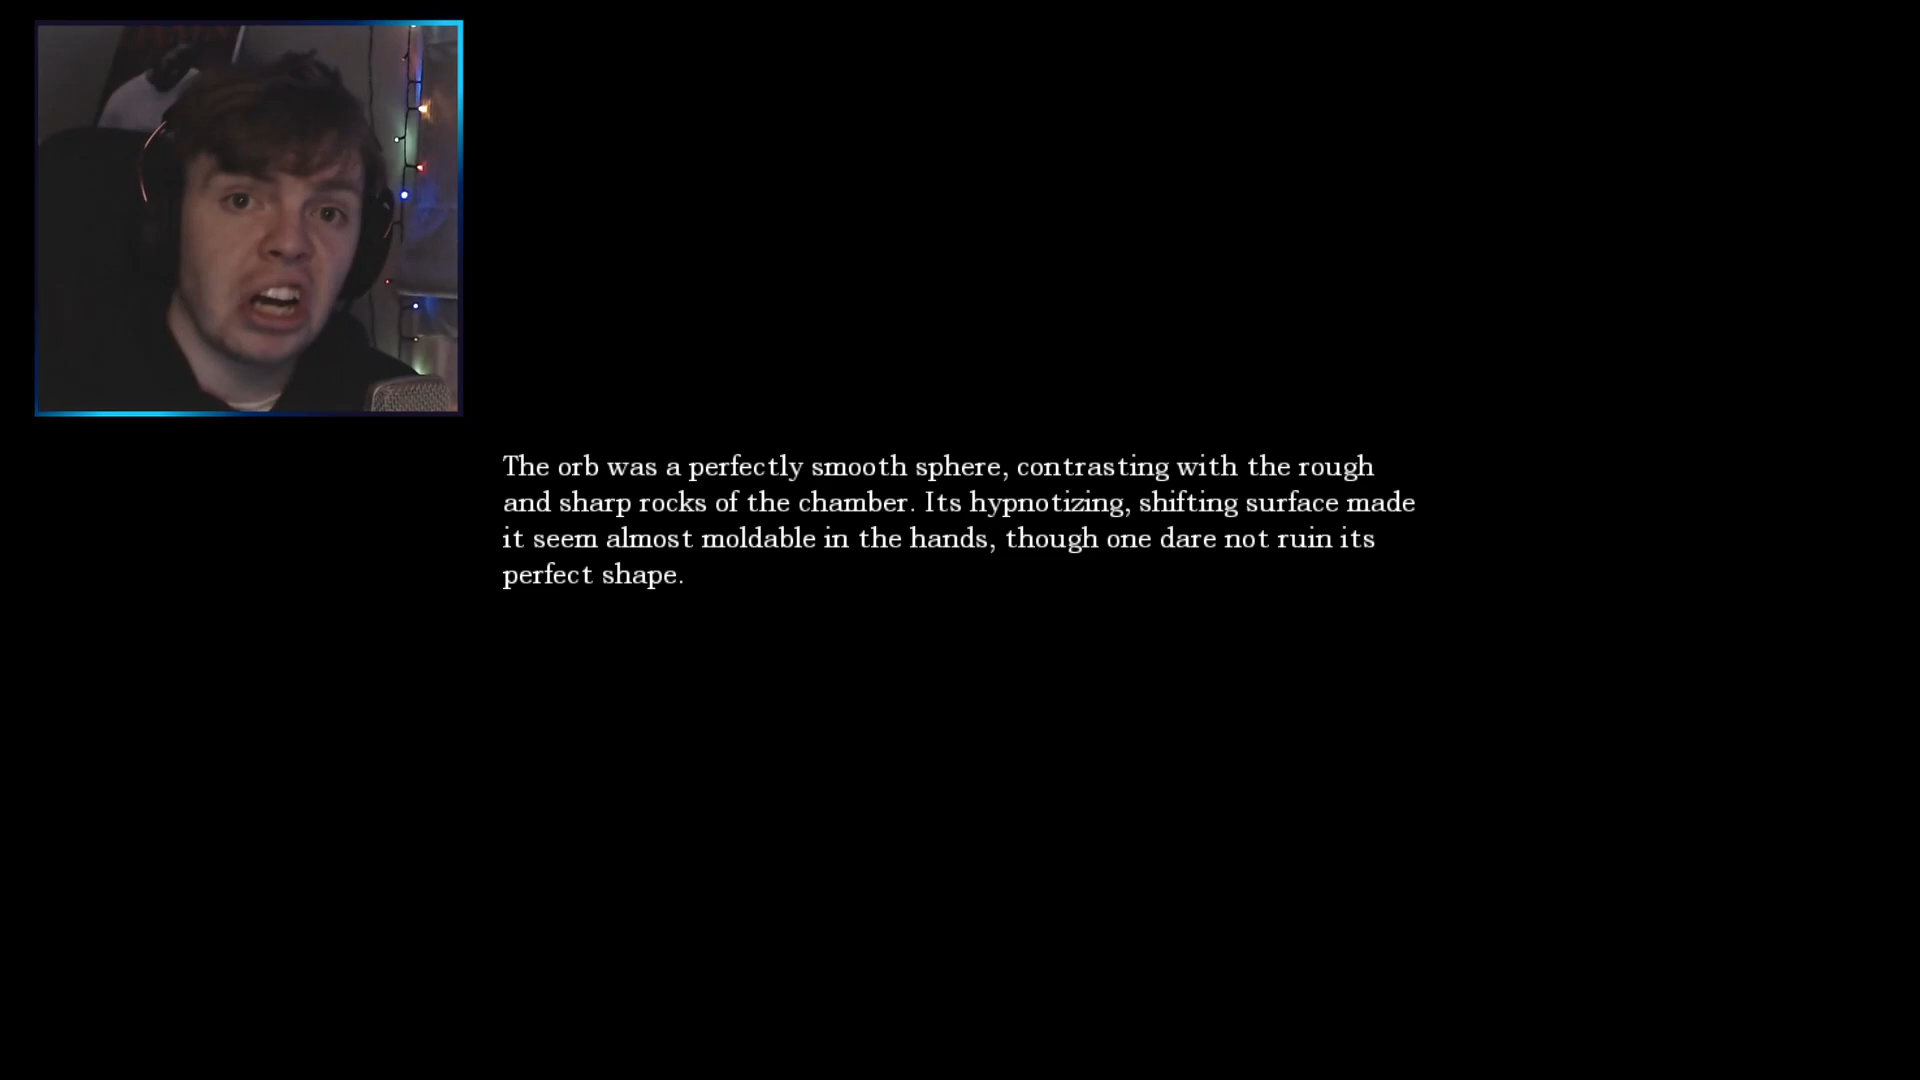 The orb was a perfectly smooth sphere, contrasting with the rough
and sharp rocks of the chamber. Its hypnotizing, shifting surface made
it seem almost moldable in the hands, though one dare not ruin its
perfect shape.